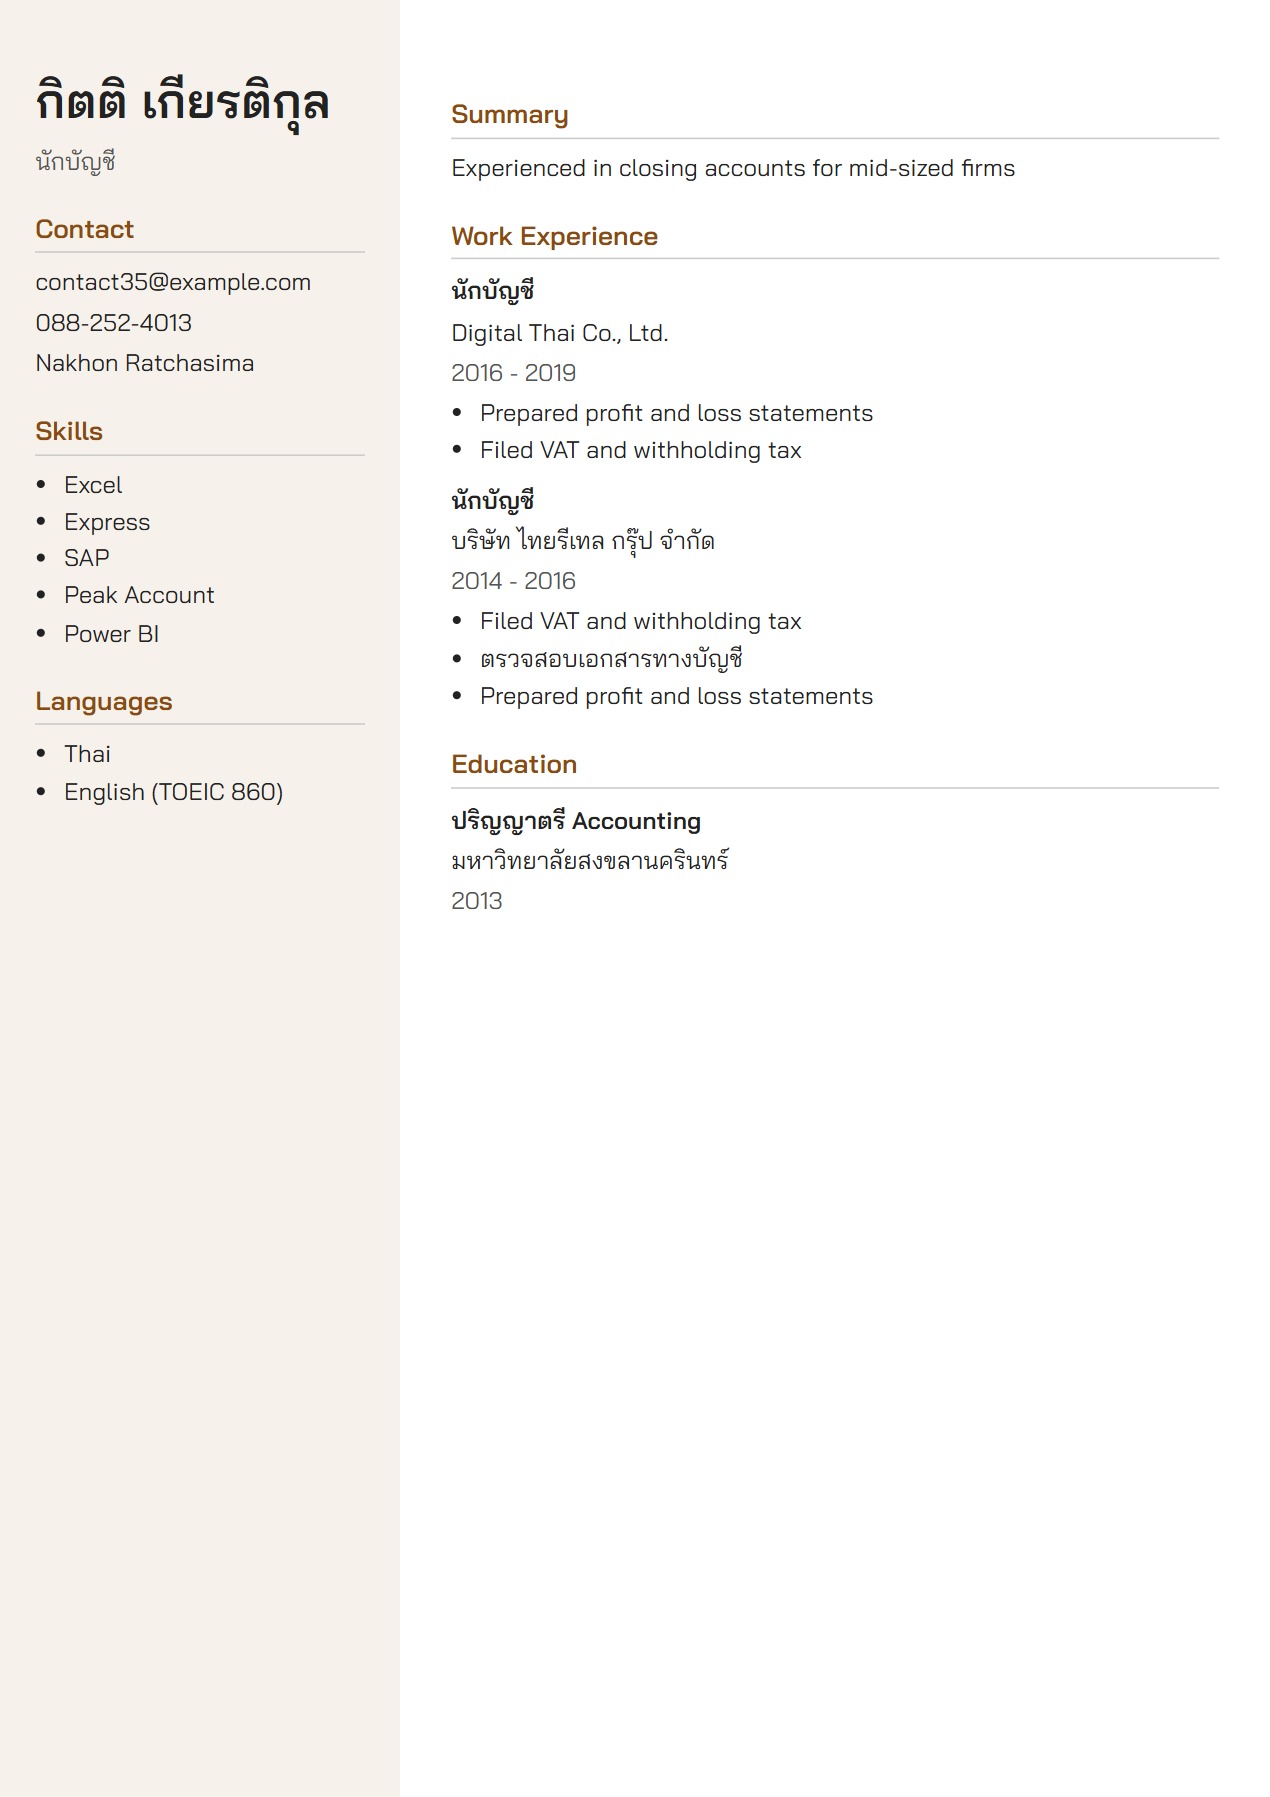 กิตติ เกียรติกุล
นักบัญชี
Contact
contact35@example.com
088-252-4013
Nakhon Ratchasima
Skills
• Excel
• Express
• SAP
• Peak Account
• Power BI
Languages
• Thai
• English (TOEIC 860)
Summary
Experienced in closing accounts for mid-sized firms
Work Experience
นักบัญชี
Digital Thai Co., Ltd.
2016 - 2019
• Prepared profit and loss statements
• Filed VAT and withholding tax
นักบัญชี
บริษัท ไทยรีเทล กรุ๊ป จำกัด
2014 - 2016
• Filed VAT and withholding tax
• ตรวจสอบเอกสารทางบัญชี
• Prepared profit and loss statements
Education
ปริญญาตรี Accounting
มหาวิทยาลัยสงขลานครินทร์
2013